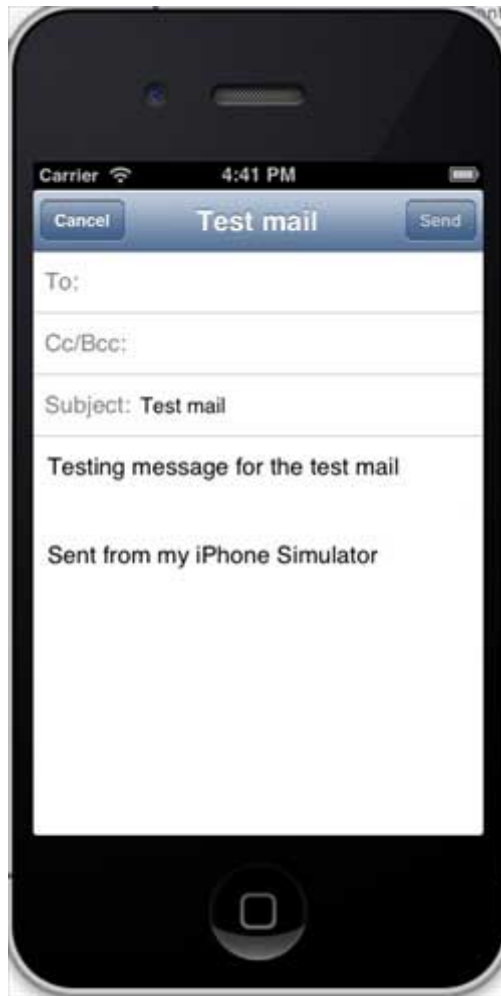 Carrier 4:41 PM
Cancel Test mail Send
To:
Cc/Bcc:
Subject: Test mail
Testing message for the test mail
Sent from my iPhone Simulator